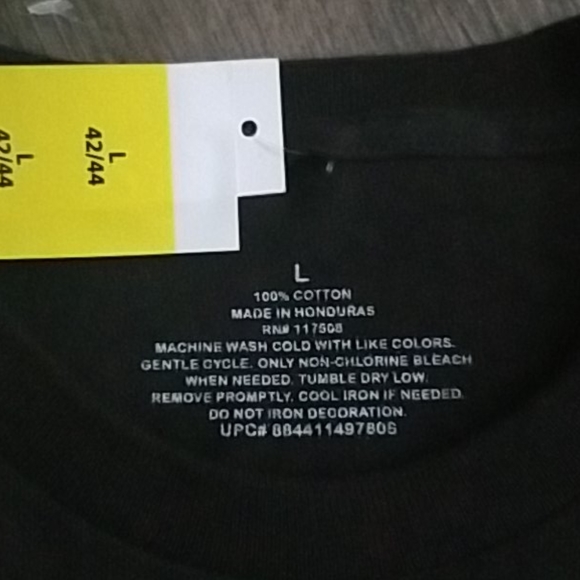 L
42/44
L
42/44
L
100% COTTON
MADE IN HONDURAS
RN# 117508
MACHINE WASH COLD WITH LIKE COLORS.
GENTLE CYCLE. ONLY NON-CHLORINE BLEACH
WHEN NEEDED. TUMBLE DRY LOW.
REMOVE PROMPTLY. COOL IRON IF NEEDED.
DO NOT IRON DECORATION.
UPC#